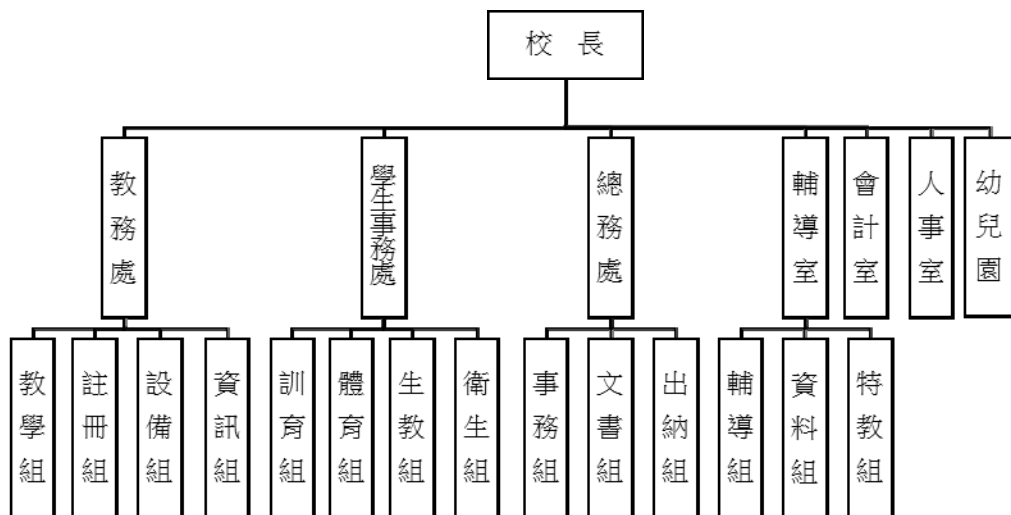 校長
教務處
學生事務處
總務處
輔導室
會計室
人事室
幼兒園
教學組
註冊組
設備組
資訊組
訓育組
體育組
生教組
衛生組
事務組
文書組
出納組
輔導組
資料組
特教組